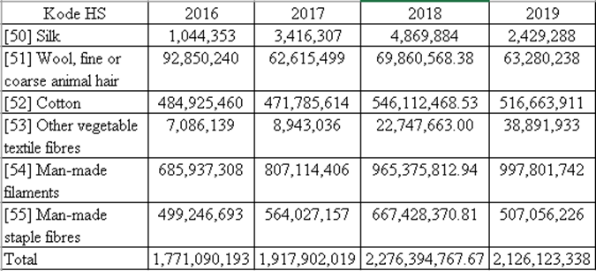 Kode HS 2016 2017 2018 2019
[50] Silk 1,044,353 3,416,307 4,869,884 2,429,288
[51] Wool, fine or 92,850,240 62,615,499 69,860,568.38 63,280,238
coarse animal hair
[52] Cotton 484,925,460 471,785,614 546,112,468.53 516,663,911
[53] Other vegetable 7,086,139 8,943,036 22,747,663.00 38,891,933
textile fibres
[54] Man-made 685,937,308 807,114,406 965,375,812.94 997,801,742
filaments
[55] Man-made 499,246,693 564,027,157 667,428,370.81 507,056,226
staple fibres
Total 1,771,090,193 1,917,902,019 2,276,394,767.67 2,126,123,338